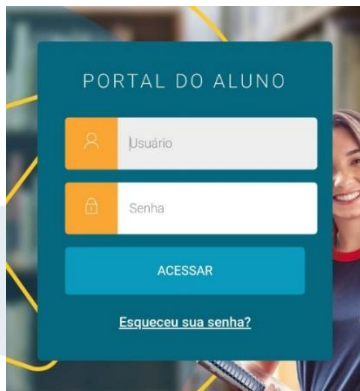 PORTAL DO ALUNO
Usuário
Senha
ACESSAR
Esqueceu sua senha?